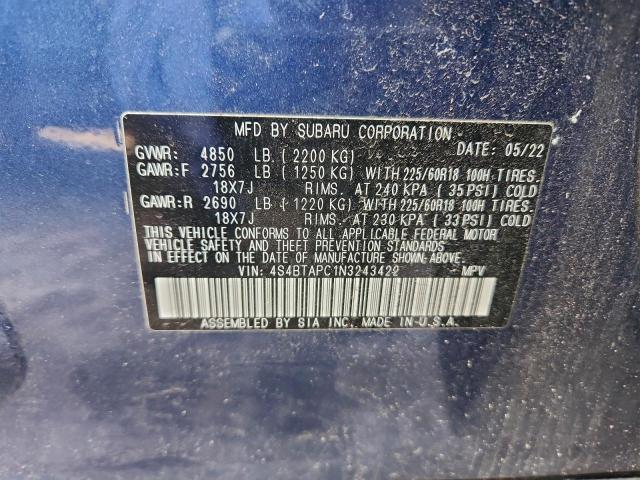 MFD BY SUBARU CORPORATION
GVWR: 4850 LB. ( 2200 KG) DATE: 05/22
GAWR:F 2756 LB ( 1250 KG) WITH 225/60R18 100H TIRES.
18X7J RIMS. AT 240 KPA ( 35 PSI) COLD
GAWR:R 2690 LB ( 1220 KG) WITH 225/60R18 100H TIRES.
18X7J RIMS. AT 230 KPA ( 33 PSI) COLD
THIS VEHICLE CONFORMS TO ALL APPLICABLE FEDERAL MOTOR
VEHICLE SAFETY AND THEFT PREVENTION STANDARDS
IN EFFECT ON THE DATE OF MANUFACTURE SHOWN ABOVE.
VIN: 4S4BTAPC1N3243422 MPV
ASSEMBLED BY SIA INC. MADE IN U.S.A.